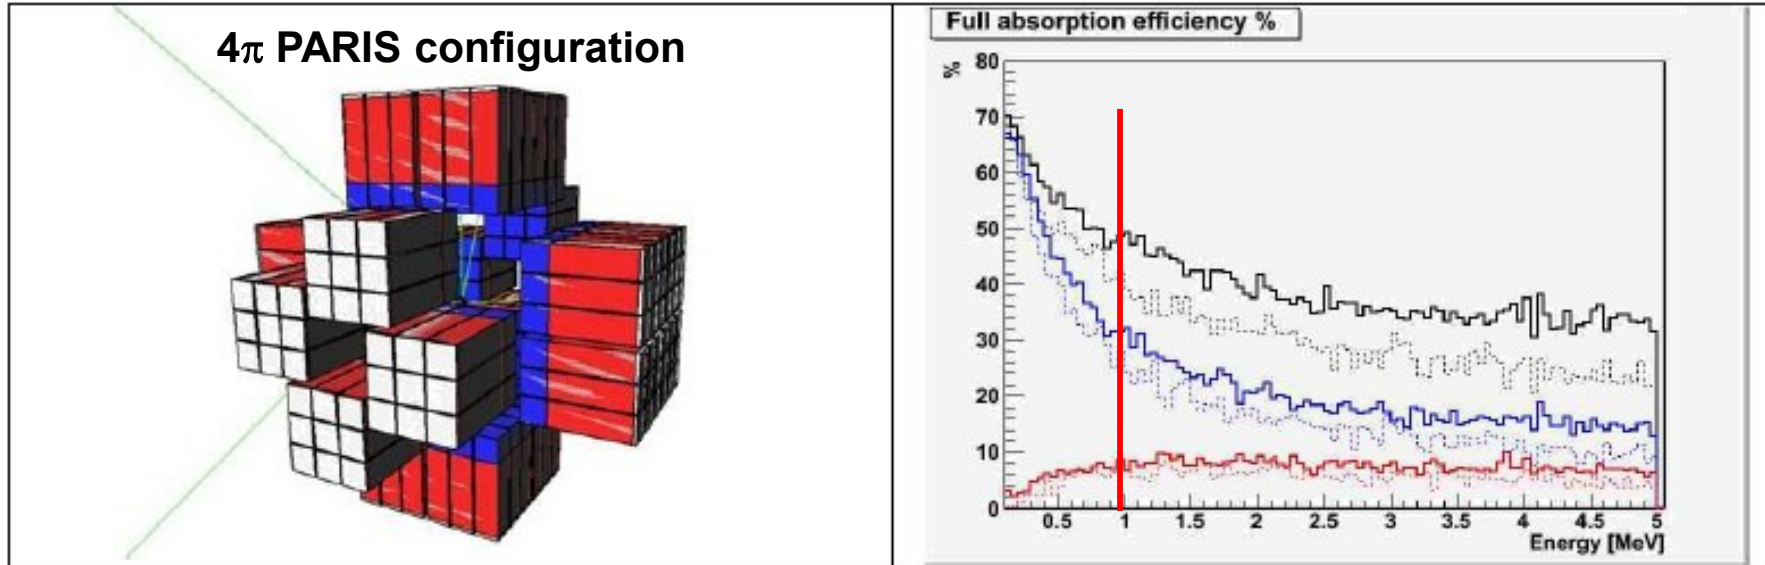 4π PARIS configuration
Full absorption efficiency %
%
80
70
60
50
40
30
20
10
0
0.5 1 1.5 2 2.5 3 3.5 4 4.5 5
Energy [MeV]